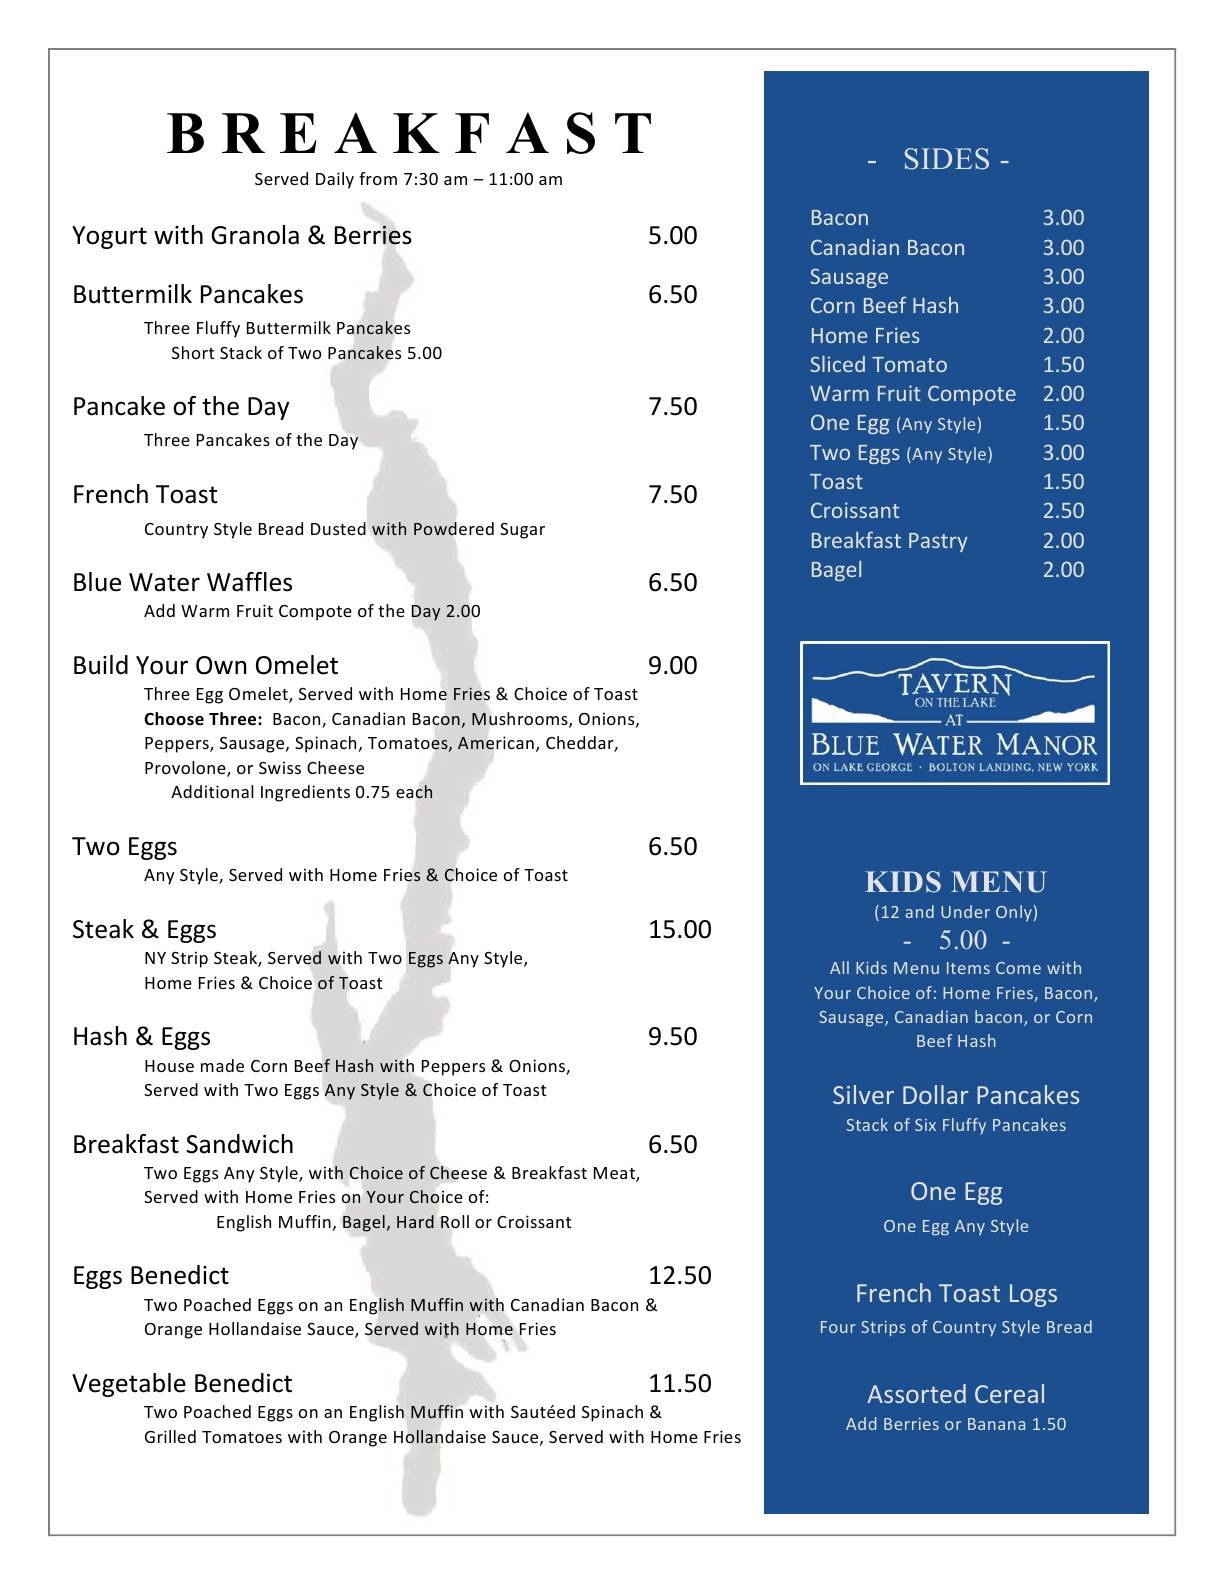 BREAKFAST
Served Daily from 7:30 am – 11:00 am
Yogurt with Granola & Berries 5.00
Buttermilk Pancakes 6.50
Three Fluffy Buttermilk Pancakes
Short Stack of Two Pancakes 5.00
Pancake of the Day 7.50
Three Pancakes of the Day
French Toast 7.50
Country Style Bread Dusted with Powdered Sugar
Blue Water Waffles 6.50
Add Warm Fruit Compote of the Day 2.00
Build Your Own Omelet 9.00
Three Egg Omelet, Served with Home Fries & Choice of Toast
Choose Three: Bacon, Canadian Bacon, Mushrooms, Onions,
Peppers, Sausage, Spinach, Tomatoes, American, Cheddar,
Provolone, or Swiss Cheese
Additional Ingredients 0.75 each
Two Eggs 6.50
Any Style, Served with Home Fries & Choice of Toast
Steak & Eggs 15.00
NY Strip Steak, Served with Two Eggs Any Style,
Home Fries & Choice of Toast
Hash & Eggs 9.50
House made Corn Beef Hash with Peppers & Onions,
Served with Two Eggs Any Style & Choice of Toast
Breakfast Sandwich 6.50
Two Eggs Any Style, with Choice of Cheese & Breakfast Meat,
Served with Home Fries on Your Choice of:
English Muffin, Bagel, Hard Roll or Croissant
Eggs Benedict 12.50
Two Poached Eggs on an English Muffin with Canadian Bacon &
Orange Hollandaise Sauce, Served with Home Fries
Vegetable Benedict 11.50
Two Poached Eggs on an English Muffin with Sautéed Spinach &
Grilled Tomatoes with Orange Hollandaise Sauce, Served with Home Fries
- SIDES -
Bacon 3.00
Canadian Bacon 3.00
Sausage 3.00
Corn Beef Hash 3.00
Home Fries 2.00
Sliced Tomato 1.50
Warm Fruit Compote 2.00
One Egg (Any Style) 1.50
Two Eggs (Any Style) 3.00
Toast 1.50
Croissant 2.50
Breakfast Pastry 2.00
Bagel 2.00
TAVERN
ON THE LAKE
AT
BLUE WATER MANOR
ON LAKE GEORGE · BOLTON LANDING, NEW YORK
KIDS MENU
(12 and Under Only)
- 5.00 -
All Kids Menu Items Come with
Your Choice of: Home Fries, Bacon,
Sausage, Canadian bacon, or Corn
Beef Hash
Silver Dollar Pancakes
Stack of Six Fluffy Pancakes
One Egg
One Egg Any Style
French Toast Logs
Four Strips of Country Style Bread
Assorted Cereal
Add Berries or Banana 1.50